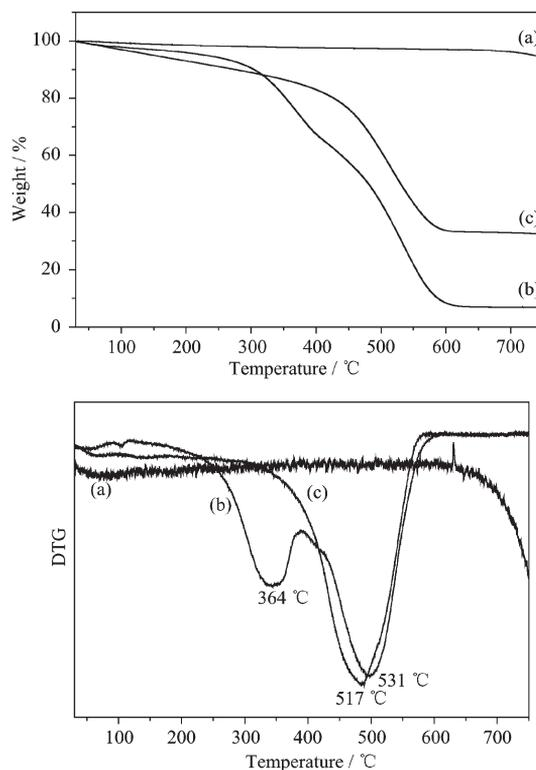 100
80
60
40
20
0
Weight / %
(a)
(c)
(b)
100 200 300 400 500 600 700
Temperature / ℃
DTG
(a)
(b)
(c)
364 ℃
531 ℃
517 ℃
100 200 300 400 500 600 700
Temperature / ℃